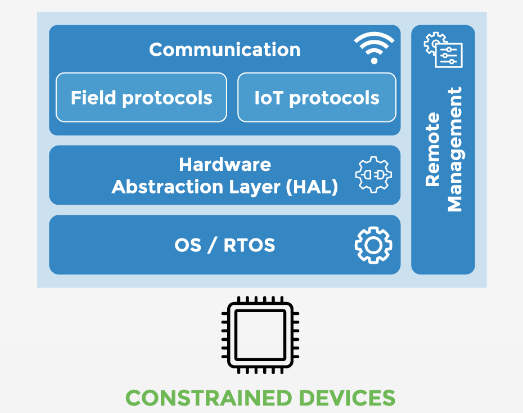 Communication
Field protocols
IoT protocols
Hardware
Abstraction Layer (HAL)
OS / RTOS
Remote
Management
CONSTRAINED DEVICES